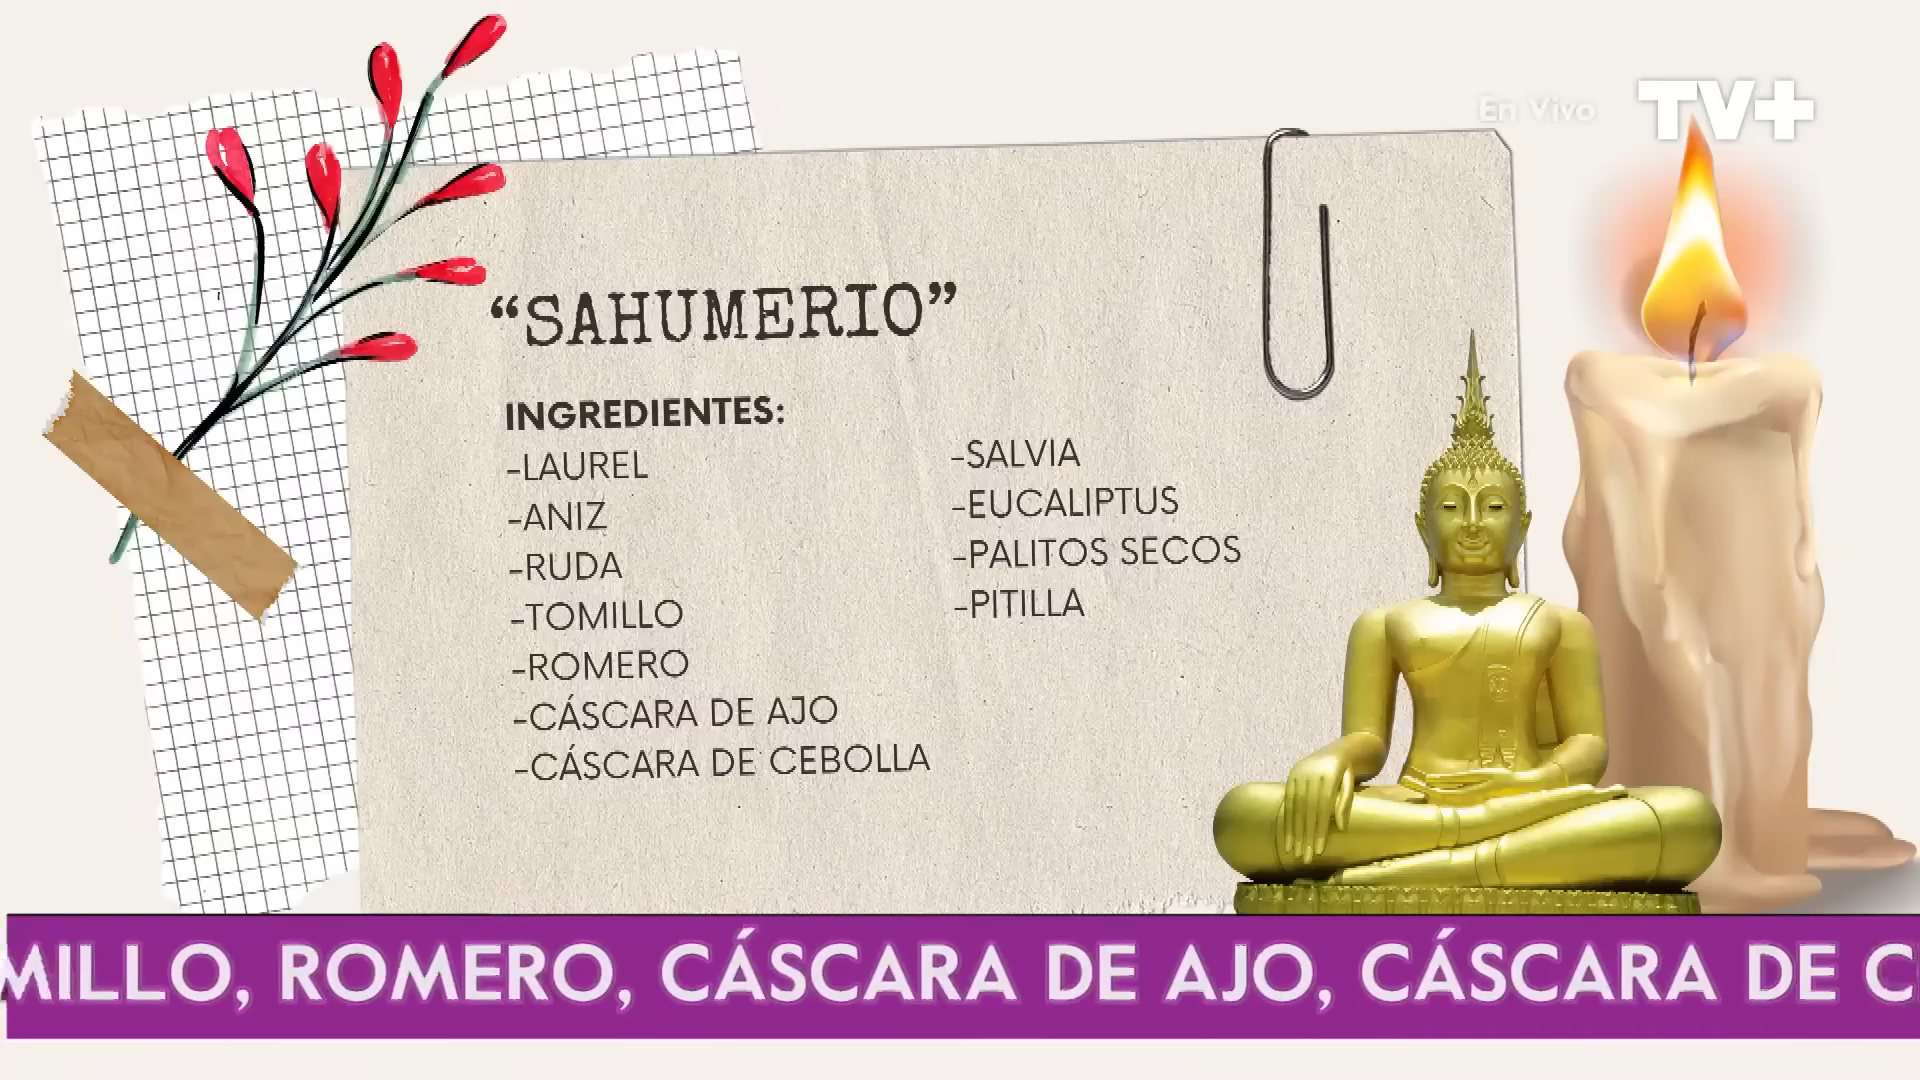 En Vivo
TV+
“SAHUMERIO”
INGREDIENTES:
-LAUREL
-ANIZ
-RUDA
-TOMILLO
-ROMERO
-CÁSCARA DE AJO
-CÁSCARA DE CEBOLLA
-SALVIA
-EUCALIPTUS
-PALITOS SECOS
-PITILLA
MILLO, ROMERO, CÁSCARA DE AJO, CÁSCARA DE C